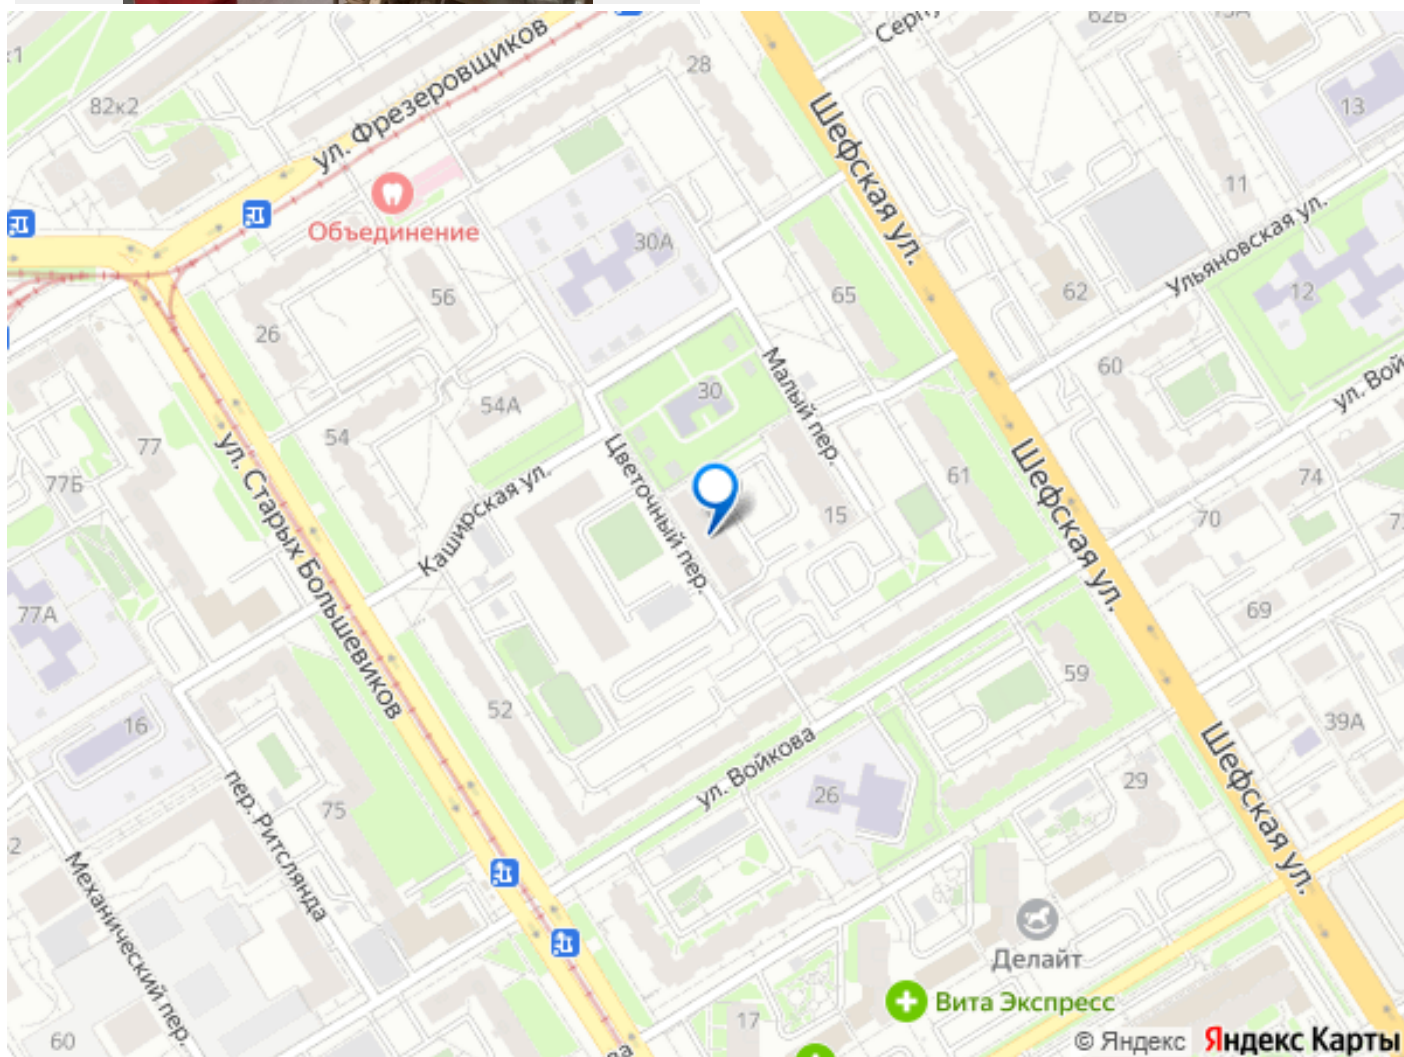 62Б
13А
Серпу
к1
28
82к2
ул. Фрезеровщиков
Шефская ул.
13
11
Объединение
30А
Ульяновская ул.
56
65
62
12
26
Малый пер.
60
ул. Вой
30
54А
54
77
ул. Старых Большевиков
Цветочный пер.
Шефская ул.
61
74
77Б
Каширская ул.
15
70
77А
69
59
52
16
39А
ул. Войкова
Шефская ул.
29
пер. Ритслянда
26
75
Механический пер.
Делайт
Вита Экспресс
17
60
© Яндекс Яндекс Карты